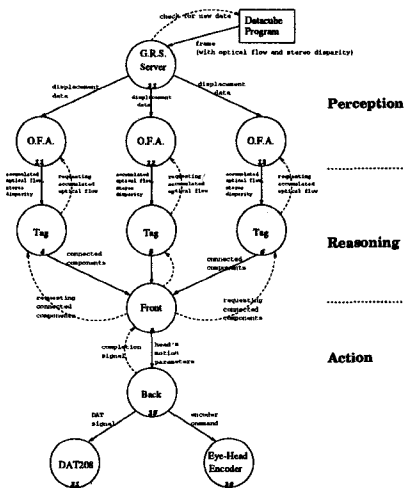 check for new data
Datacube
Program
G.R.S.
Server
frame
(with optical flow and stereo disparity)
displacement
data
displacement
data
displacement
data
Perception
O.F.A.
O.F.A.
O.F.A.
accumulated
optical flow,
stereo
disparity
requesting
accumulated
optical flow
accumulated
optical flow,
stereo
disparity
requesting/
accumulated
optical flow
accumulated
optical flow,
stereo
disparity
requesting
accumulated
optical flow
Tag
Tag
Tag
Reasoning
connected
components
connected
components
requesting
connected
components
Front
requesting
connected
components
completion
signal
head's
motion
parameters
Action
Back
DAT
signal
encoder
command
DAT208
Eye-Head
Encoder